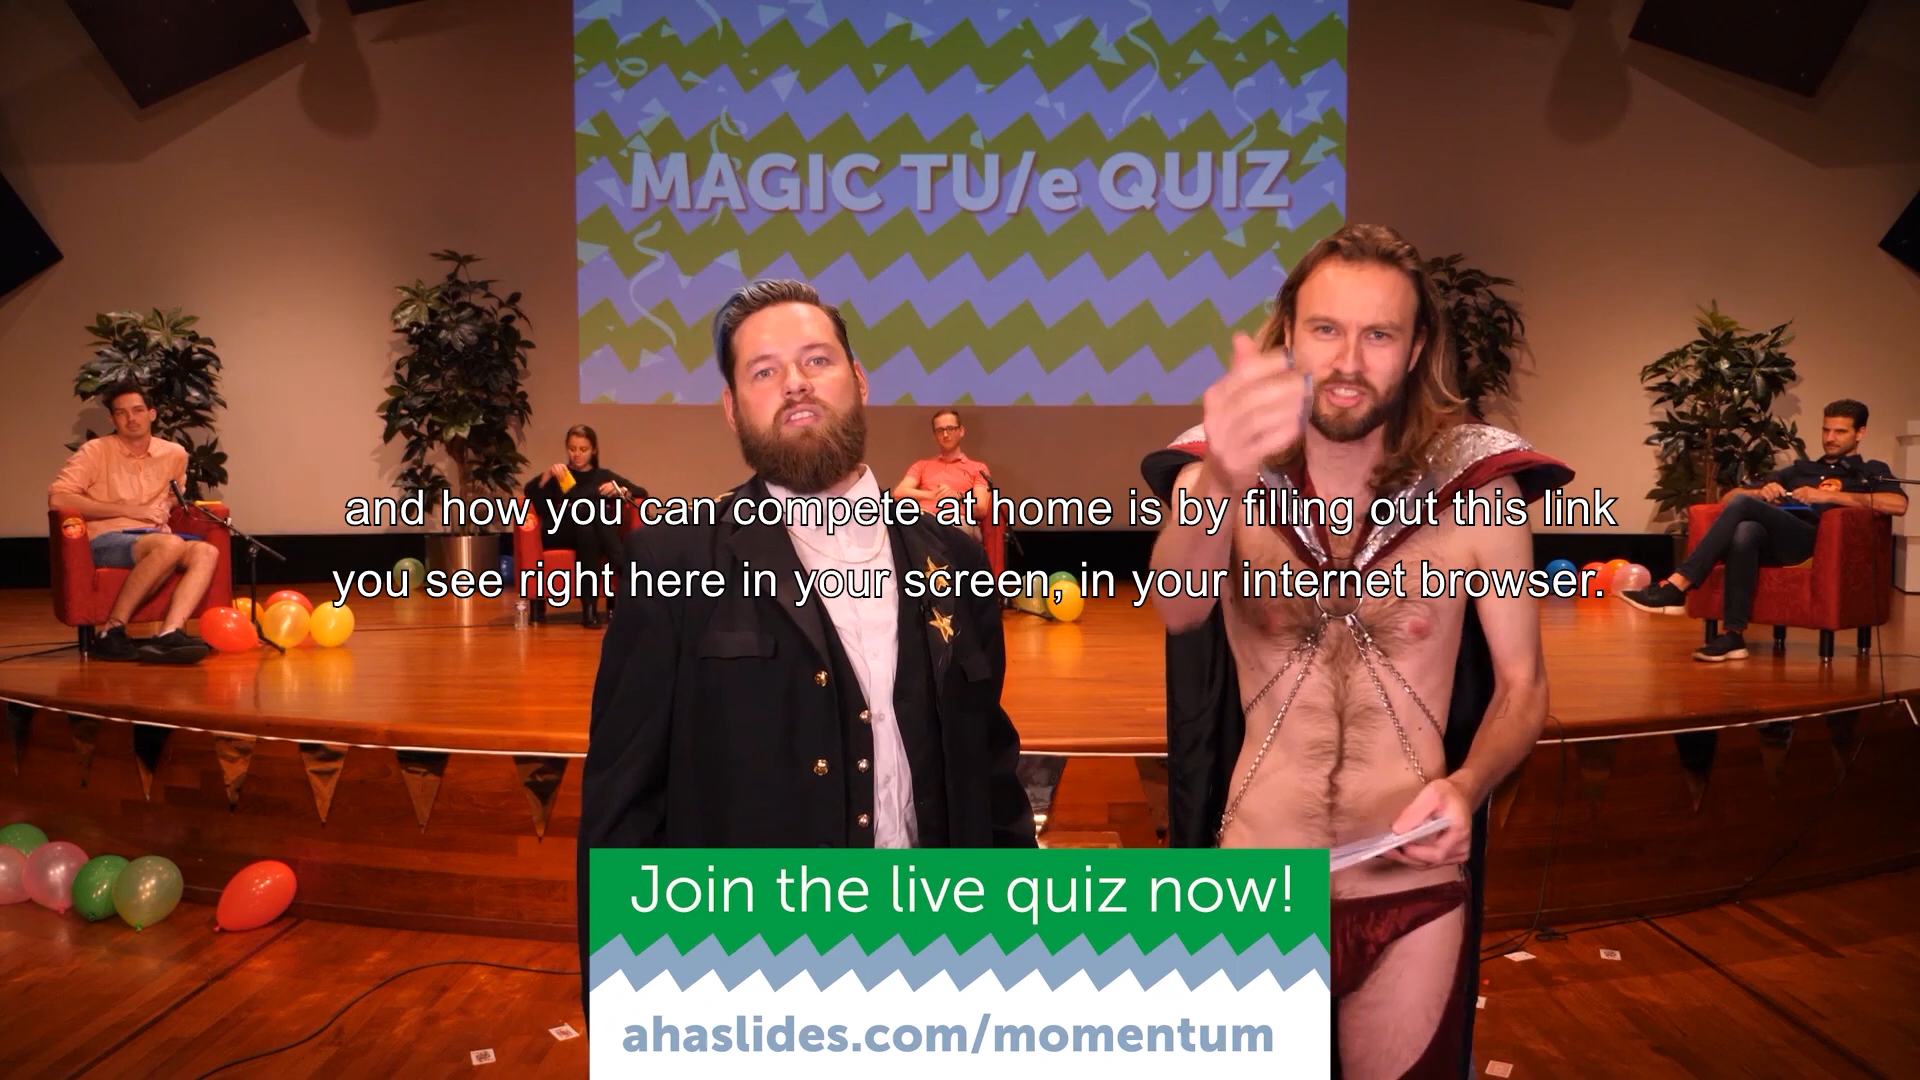 MAGIC TU/e QUIZ
and how you can compete at home is by filling out this link
you see right here in your screen, in your internet browser.
Join the live quiz now!
ahaslides.com/momentum